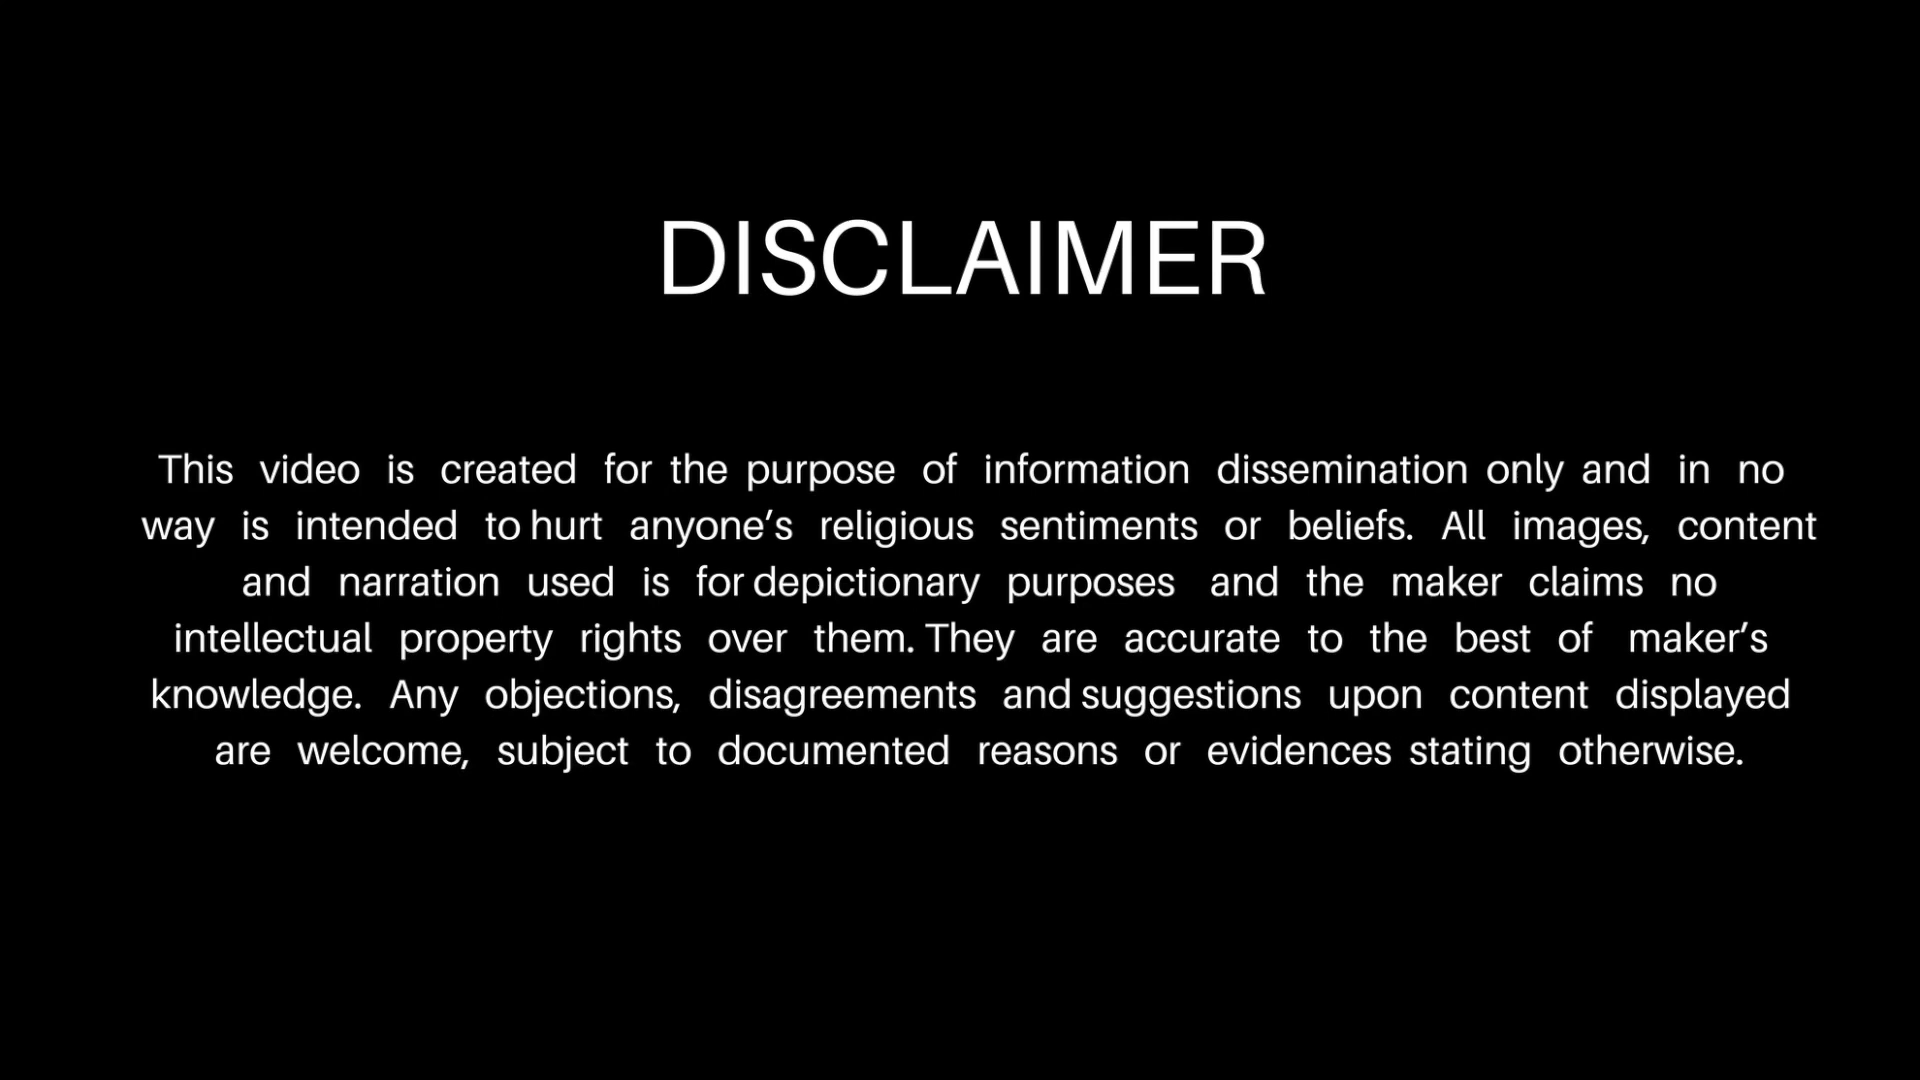 DISCLAIMER
This video is created for the purpose of information dissemination only and in no
way is intended to hurt anyone’s religious sentiments or beliefs. All images, content
and narration used is for depictionary purposes and the maker claims no
intellectual property rights over them. They are accurate to the best of maker’s
knowledge. Any objections, disagreements and suggestions upon content displayed
are welcome, subject to documented reasons or evidences stating otherwise.